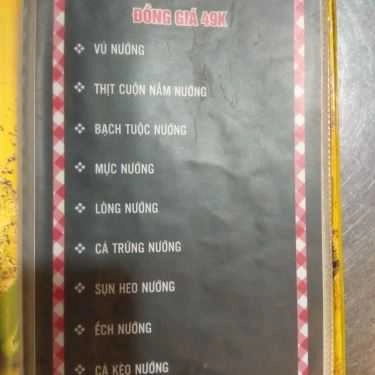 ĐỒNG GIÁ 49K
VÚ NƯỚNG
THỊT CUỘN NẤM NƯỚNG
BẠCH TUỘC NƯỚNG
MỰC NƯỚNG
LÒNG NƯỚNG
CÁ TRỨNG NƯỚNG
SỤN HEO NƯỚNG
ẾCH NƯỚNG
CÁ KÈO NƯỚNG